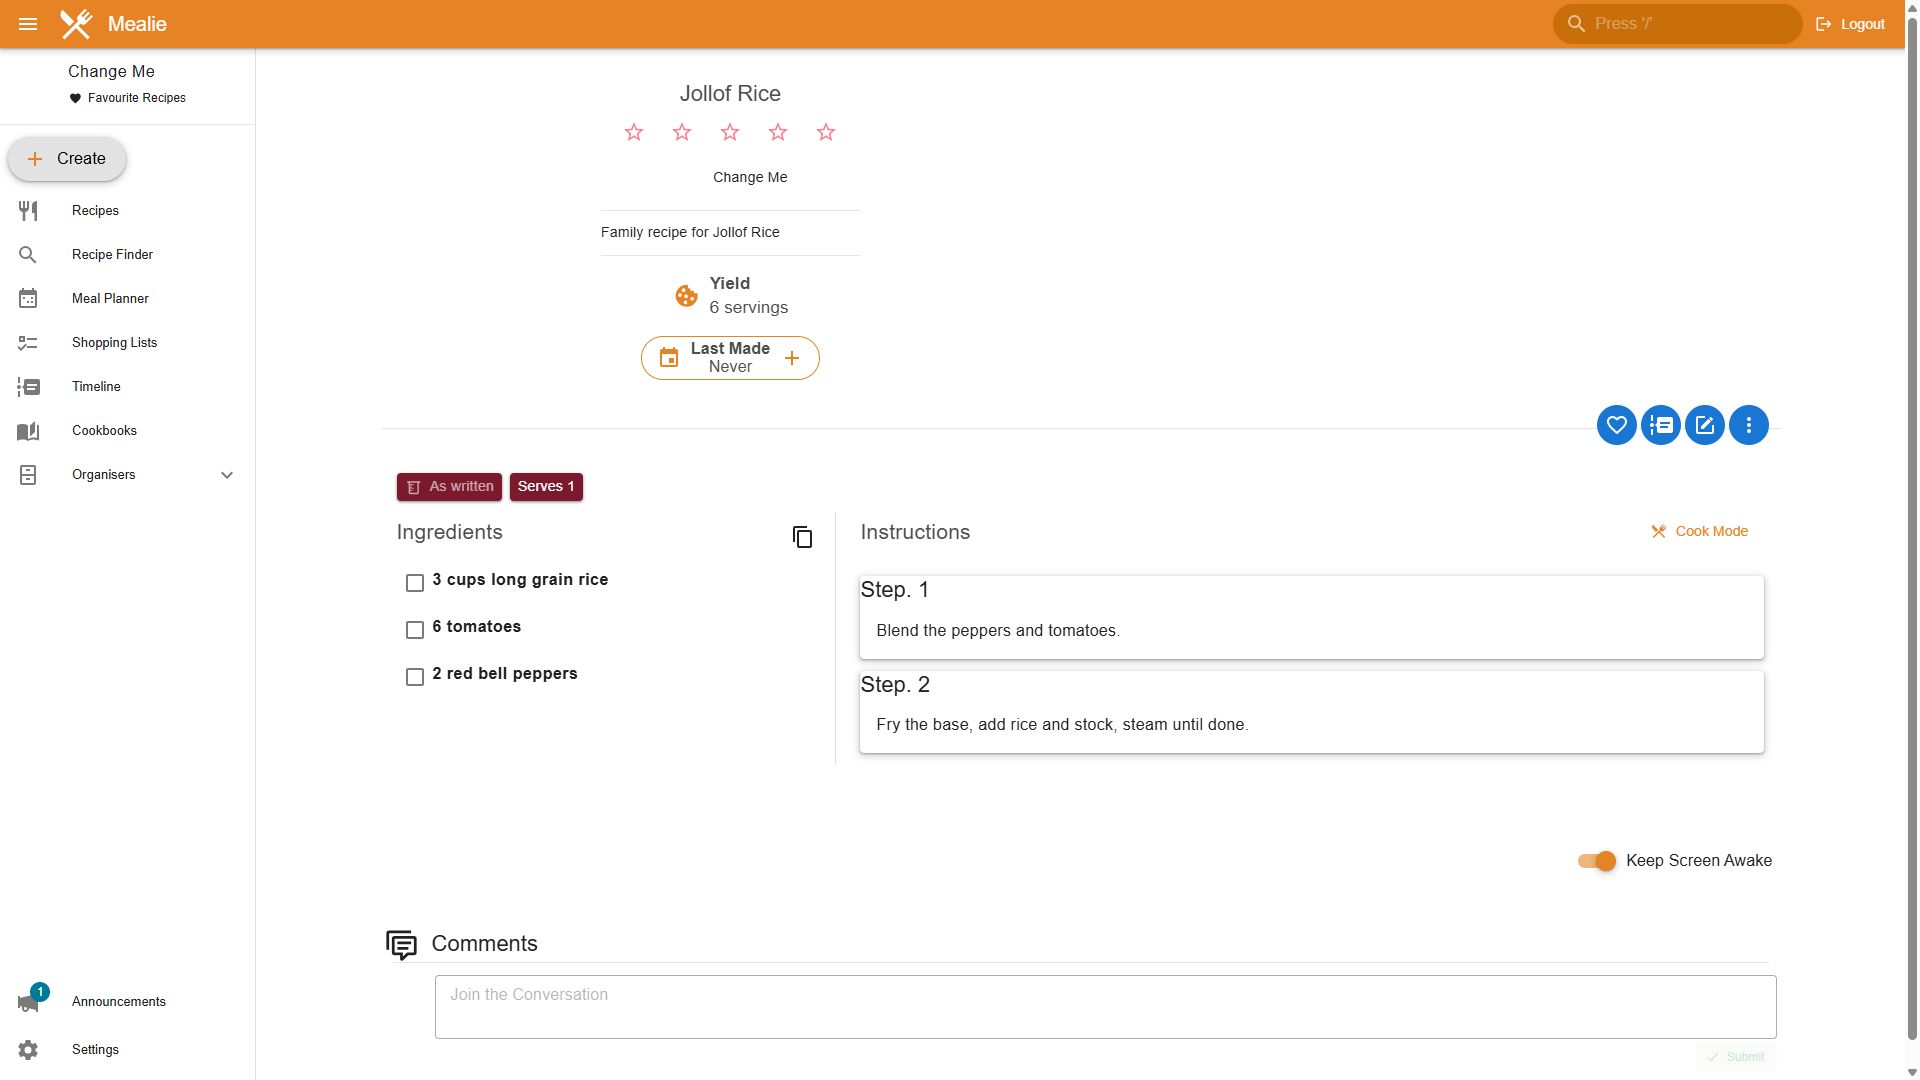 Mealie
Press '/'
Logout
Change Me
Favourite Recipes
Create
Recipes
Recipe Finder
Meal Planner
Shopping Lists
Timeline
Cookbooks
Organisers
1
Announcements
Settings
Jollof Rice
Change Me
Family recipe for Jollof Rice
Yield
6 servings
Last Made
Never
As written
Serves 1
Ingredients
3 cups long grain rice
6 tomatoes
2 red bell peppers
Instructions
Cook Mode
Step. 1
Blend the peppers and tomatoes.
Step. 2
Fry the base, add rice and stock, steam until done.
Keep Screen Awake
Comments
Join the Conversation
Submit